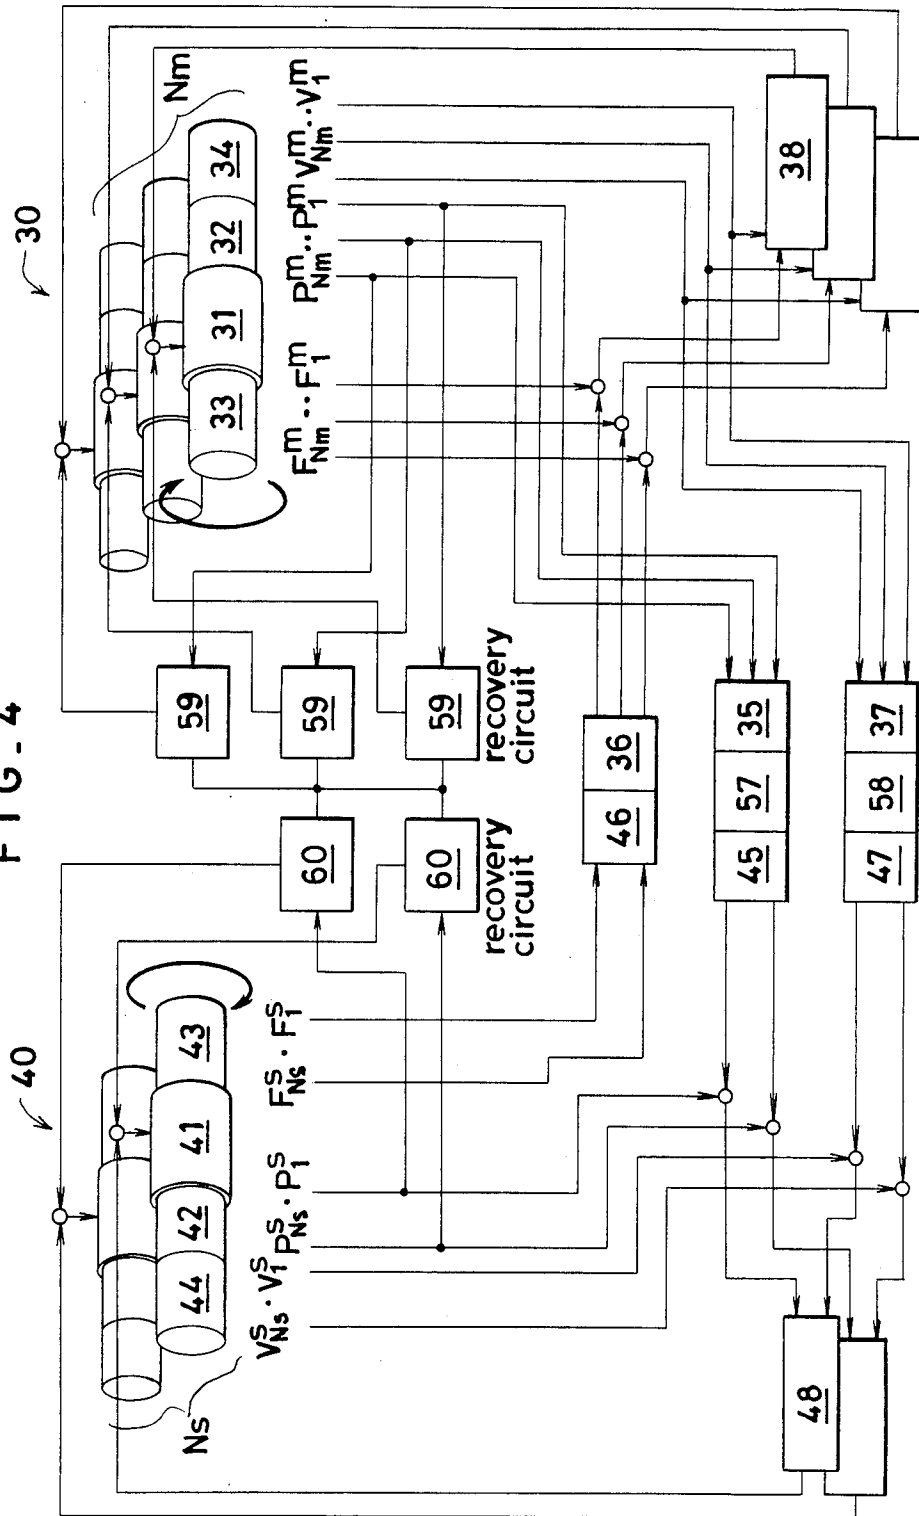 FIG-4
40
30
Ns
Nm
44
42
41
43
33
31
32
34
V^s_Ns · V^s_1
P^s_Ns · P^s_1
F^s_Ns · F^s_1
F^m_Nm ·· F^m_1
P^m_Nm ·· P^m_1
V^m_Nm ·· V^m_1
59
60
59
60
recovery
circuit
59
recovery
circuit
46
36
45
57
35
47
58
37
48
38